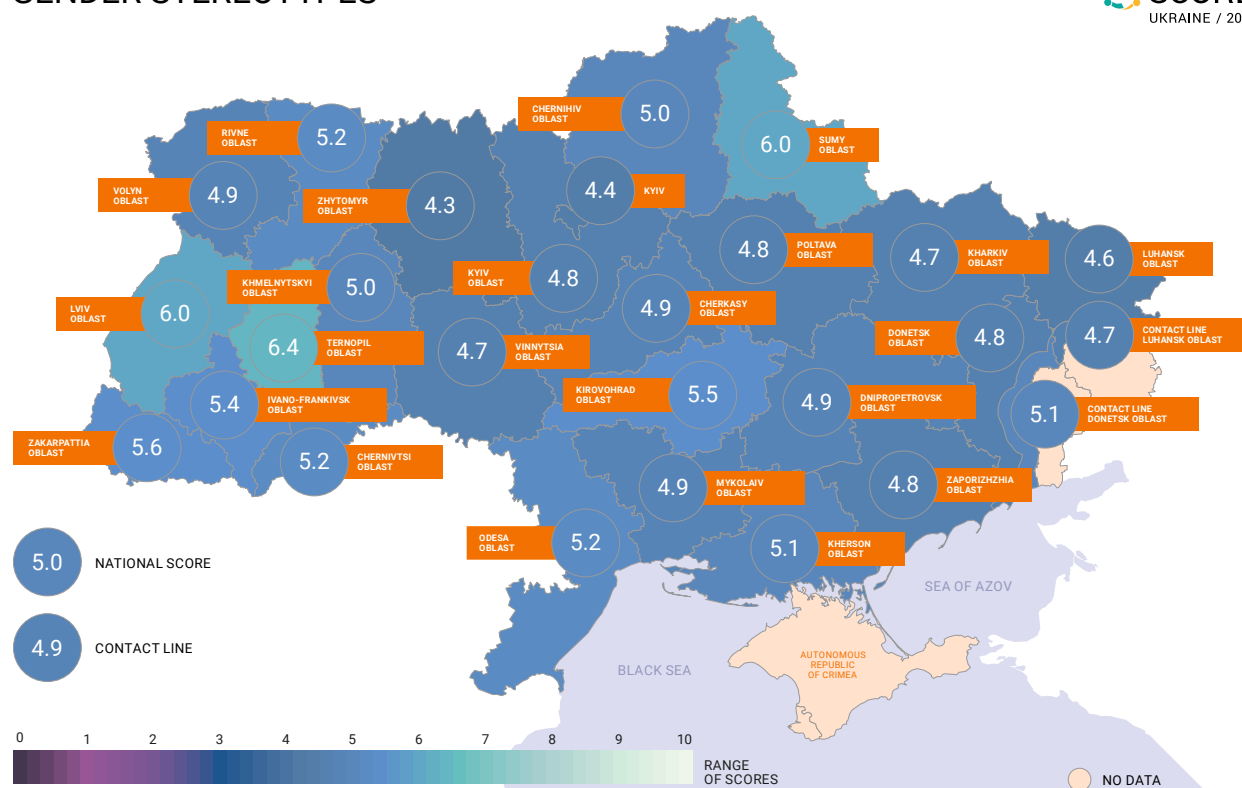 UKRAINE / 20
CHERNIHIV
OBLAST
5.0
6.0
SUMY
OBLAST
RIVNE
OBLAST
5.2
VOLYN
OBLAST
4.9
ZHYTOMYR
OBLAST
4.3
4.4
KYIV
KYIV
OBLAST
4.8
4.8
POLTAVA
OBLAST
4.7
KHARKIV
OBLAST
4.6
LUHANSK
OBLAST
KHMELNYTSKYI
OBLAST
5.0
LVIV
OBLAST
6.0
4.9
CHERKASY
OBLAST
6.4
TERNOPIL
OBLAST
4.7
VINNYTSIA
OBLAST
DONETSK
OBLAST
4.8
4.7
CONTACT LINE
LUHANSK OBLAST
5.4
IVANO-FRANKIVSK
OBLAST
KIROVOHRAD
OBLAST
5.5
4.9
DNIPROPETROVSK
OBLAST
5.1
CONTACT LINE
DONETSK OBLAST
ZAKARPATTIA
OBLAST
5.6
5.2
CHERNIVTSI
OBLAST
4.9
MYKOLAIV
OBLAST
4.8
ZAPORIZHZHIA
OBLAST
ODESA
OBLAST
5.2
5.1
KHERSON
OBLAST
5.0
NATIONAL SCORE
4.9
CONTACT LINE
SEA OF AZOV
BLACK SEA
AUTONOMOUS
REPUBLIC
OF CRIMEA
0 1 2 3 4 5 6 7 8 9 10
RANGE
OF SCORES
NO DATA